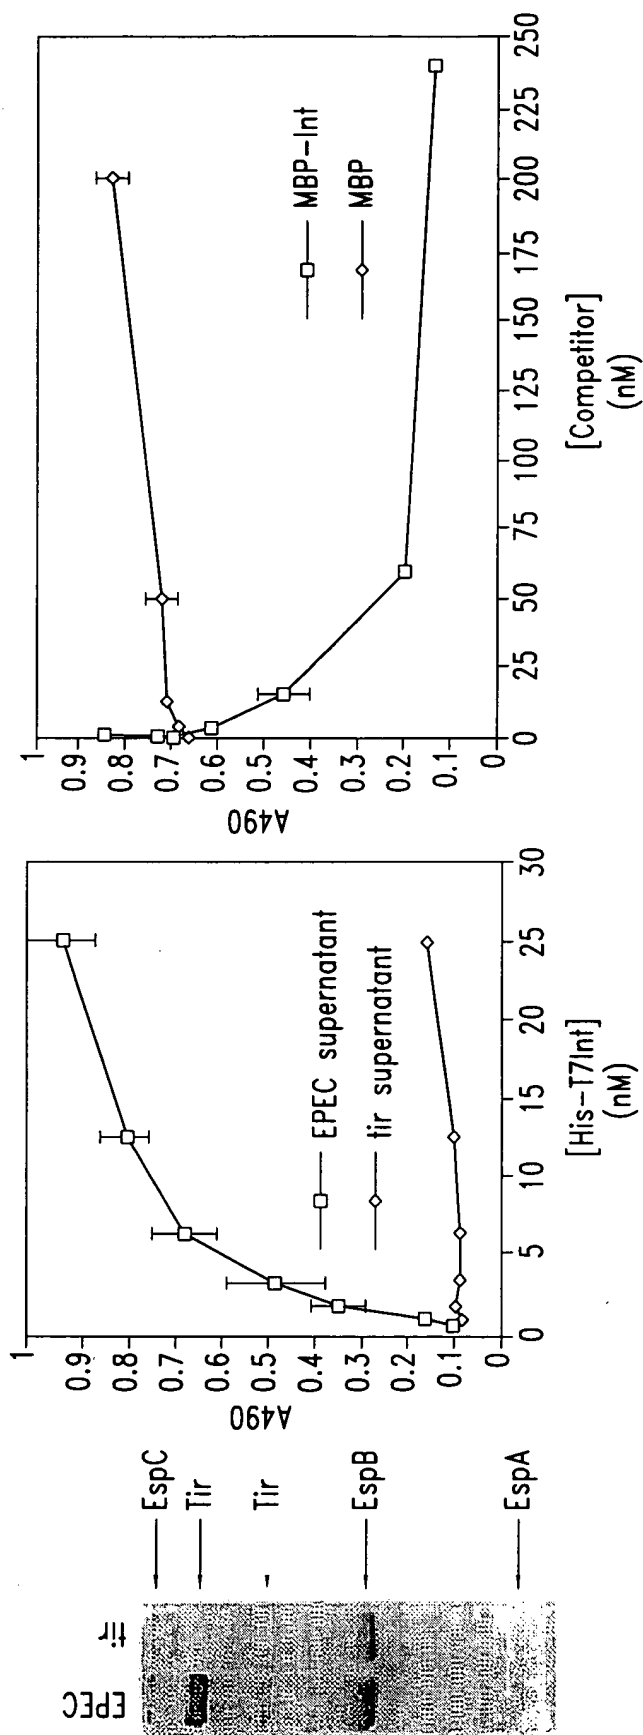 EPEC
tir
EspC
Tir
Tir
EspB
EspA
A490
1
0.9
0.8
0.7
0.6
0.5
0.4
0.3
0.2
0.1
0
EPEC supernatant
tir supernatant
0
5
10
15
20
25
30
[His-T7Int]
(nM)
A490
1
0.9
0.8
0.7
0.6
0.5
0.4
0.3
0.2
0.1
0
MBP-Int
MBP
0
25
50
75
100
125
150
175
200
225
250
[Competitor]
(nM)